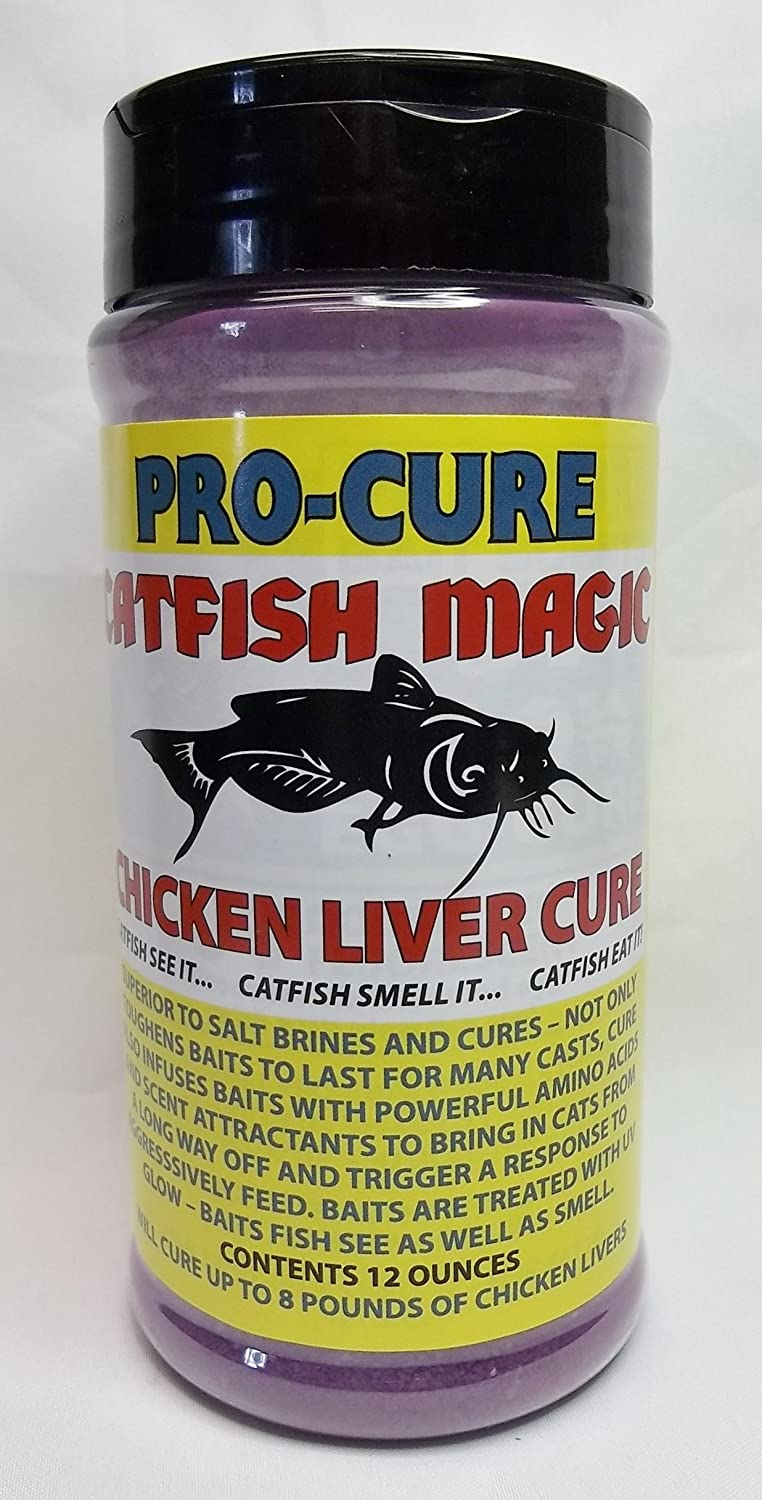 PRO-CURE
CATFISH MAGIC
CHICKEN LIVER CURE
CATFISH SEE IT... CATFISH SMELL IT... CATFISH EAT IT!
SUPERIOR TO SALT BRINES AND CURES – NOT ONLY
TOUGHENS BAITS TO LAST FOR MANY CASTS, CURE
ALSO INFUSES BAITS WITH POWERFUL AMINO ACIDS
AND SCENT ATTRACTANTS TO BRING IN CATS FROM
A LONG WAY OFF AND TRIGGER A RESPONSE TO
AGGRESSSIVELY FEED. BAITS ARE TREATED WITH UV
GLOW – BAITS FISH SEE AS WELL AS SMELL.
CONTENTS 12 OUNCES
WILL CURE UP TO 8 POUNDS OF CHICKEN LIVERS